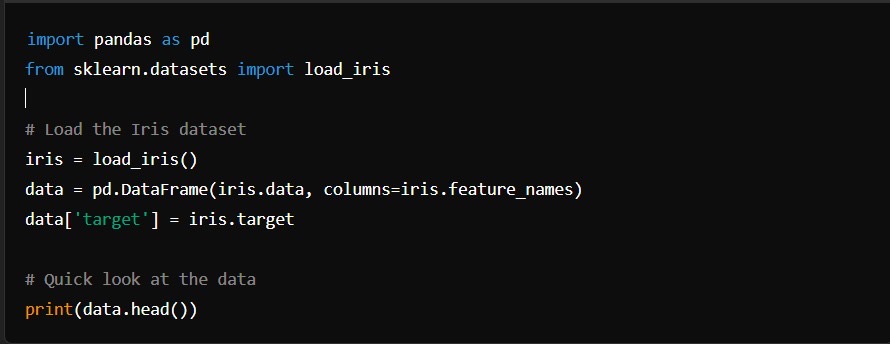 import pandas as pd
from sklearn.datasets import load_iris
# Load the Iris dataset
iris = load_iris()
data = pd.DataFrame(iris.data, columns=iris.feature_names)
data['target'] = iris.target
# Quick look at the data
print(data.head())